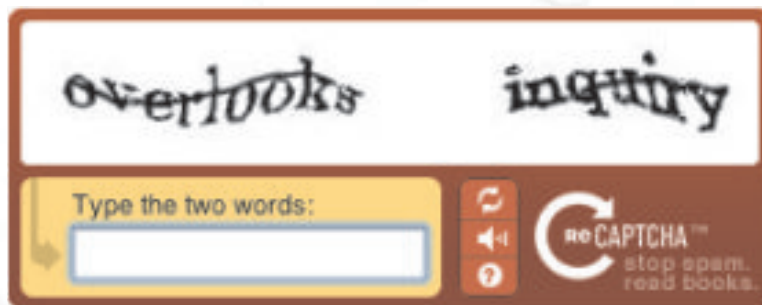 overlooks inquiry
Type the two words:
reCAPTCHA™
stop spam.
read books.